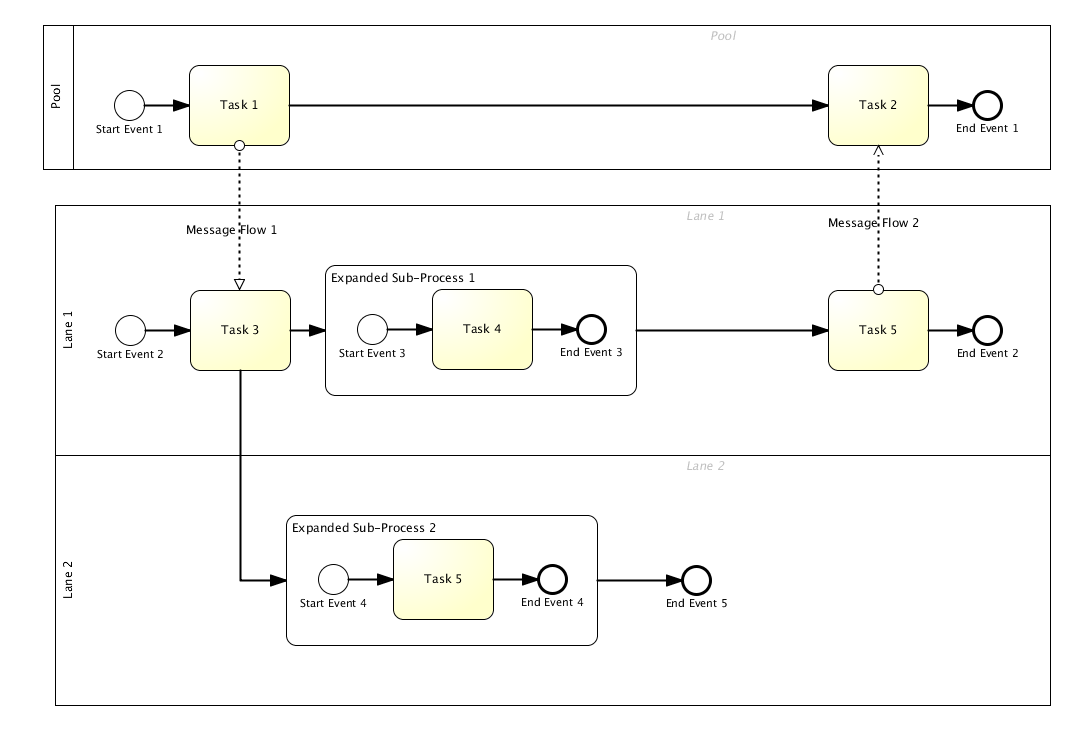 Pool
Pool
Task 1
Task 2
Start Event 1
End Event 1
Lane 1
Message Flow 1
Message Flow 2
Expanded Sub-Process 1
Lane 1
Task 3
Task 4
Task 5
Start Event 2
Start Event 3
End Event 3
End Event 2
Lane 2
Expanded Sub-Process 2
Lane 2
Task 5
Start Event 4
End Event 4
End Event 5